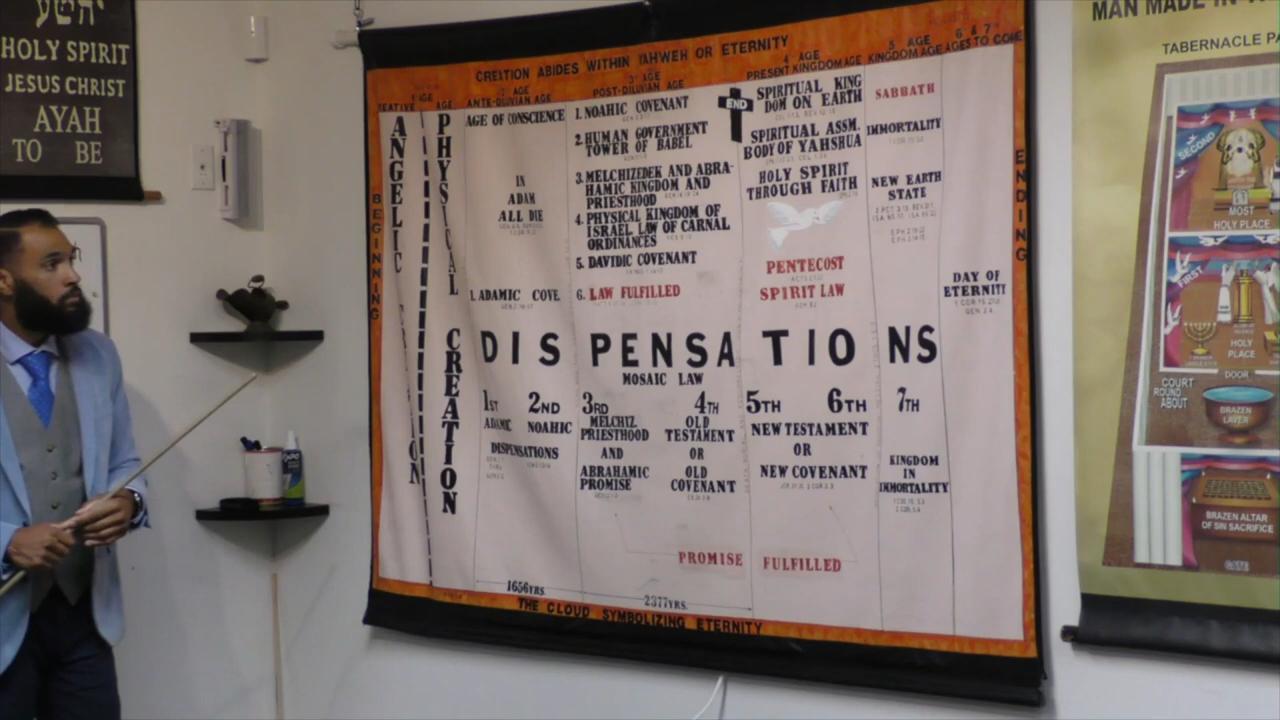 יהשע
HOLY SPIRIT
JESUS CHRIST
AYAH
TO BE
CREATION ABIDES WITHIN YAHWEH OR ETERNITY
AGE
ANTE-DILUVIAN AGE
3RD AGE
POST-DILUVIAN AGE
4 AGE
PRESENT KINGDOM AGE
5 AGE
KINGDOM AGE
6 & 7TH
AGES TO COME
BEGINNING
ANGELIC
PHYSICAL CREATION
AGE OF CONSCIENCE
IN
ADAM
ALL DIE
1. ADAMIC COVE
1. NOAHIC COVENANT
2. HUMAN GOVERNMENT
TOWER OF BABEL
3. MELCHIZEDEK AND ABRA-
HAMIC KINGDOM AND
PRIESTHOOD
4. PHYSICAL KINGDOM OF
ISRAEL LAW OF CARNAL
ORDINANCES
5. DAVIDIC COVENANT
6. LAW FULFILLED
END
SPIRITUAL KING
DOM ON EARTH
SPIRITUAL ASSM.
BODY OF YAHSHUA
HOLY SPIRIT
THROUGH FAITH
PENTECOST
SPIRIT LAW
SABBATH
IMMORTALITY
NEW EARTH
STATE
DAY OF
ETERNITY
ENDING
DISPENSATIONS
MOSAIC LAW
1ST 2ND 3RD 4TH 5TH 6TH 7TH
ADAMIC NOAHIC
DISPENSATIONS
MELCHIZ
PRIESTHOOD
AND
ABRAHAMIC
PROMISE
OLD
TESTAMENT
OR
OLD
COVENANT
NEW TESTAMENT
OR
NEW COVENANT
KINGDOM
IN
IMMORTALITY
PROMISE FULFILLED
1656YRS.
2377YRS.
THE CLOUD SYMBOLIZING ETERNITY
MAN MADE IN
TABERNACLE
SECOND
MOST
HOLY PLACE
FIRST
HOLY
PLACE
DOOR
COURT
ROUND
ABOUT
BRAZEN
LAVER
BRAZEN ALTAR
OF SIN SACRIFICE
GATE